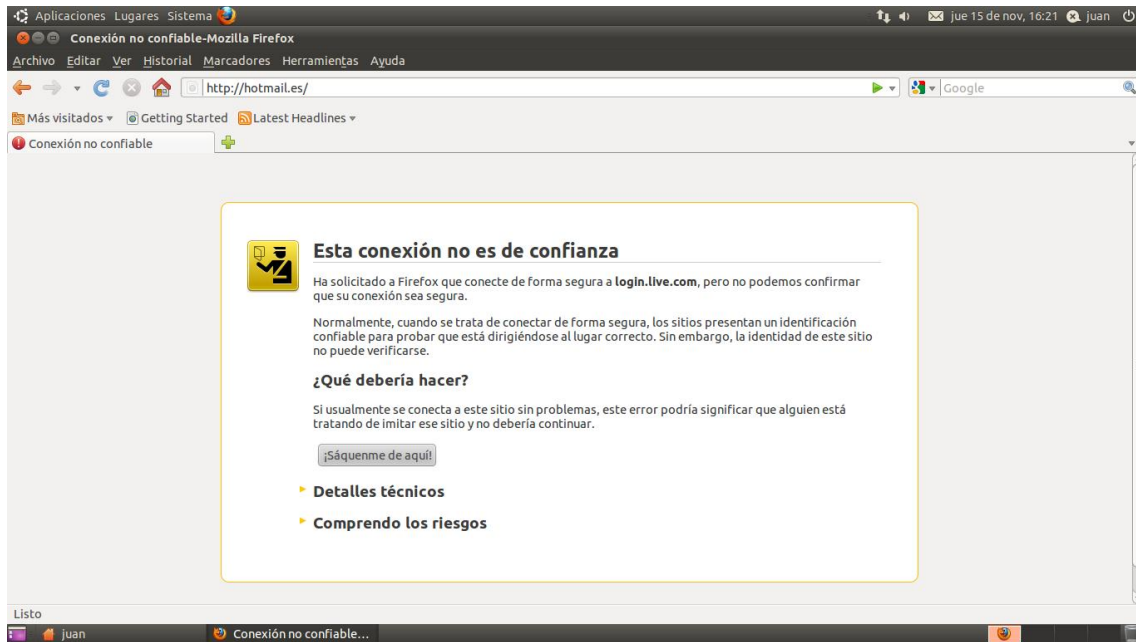 Aplicaciones Lugares Sistema jue 15 de nov, 16:21 juan
Conexión no confiable-Mozilla Firefox
Archivo Editar Ver Historial Marcadores Herramientas Ayuda
http://hotmail.es/ Google
Más visitados Getting Started Latest Headlines
Conexión no confiable
Esta conexión no es de confianza
Ha solicitado a Firefox que conecte de forma segura a login.live.com, pero no podemos confirmar
que su conexión sea segura.
Normalmente, cuando se trata de conectar de forma segura, los sitios presentan un identificación
confiable para probar que está dirigiéndose al lugar correcto. Sin embargo, la identidad de este sitio
no puede verificarse.
¿Qué debería hacer?
Si usualmente se conecta a este sitio sin problemas, este error podría significar que alguien está
tratando de imitar ese sitio y no debería continuar.
¡Sáquenme de aquí!
Detalles técnicos
Comprendo los riesgos
Listo
juan Conexión no confiable...